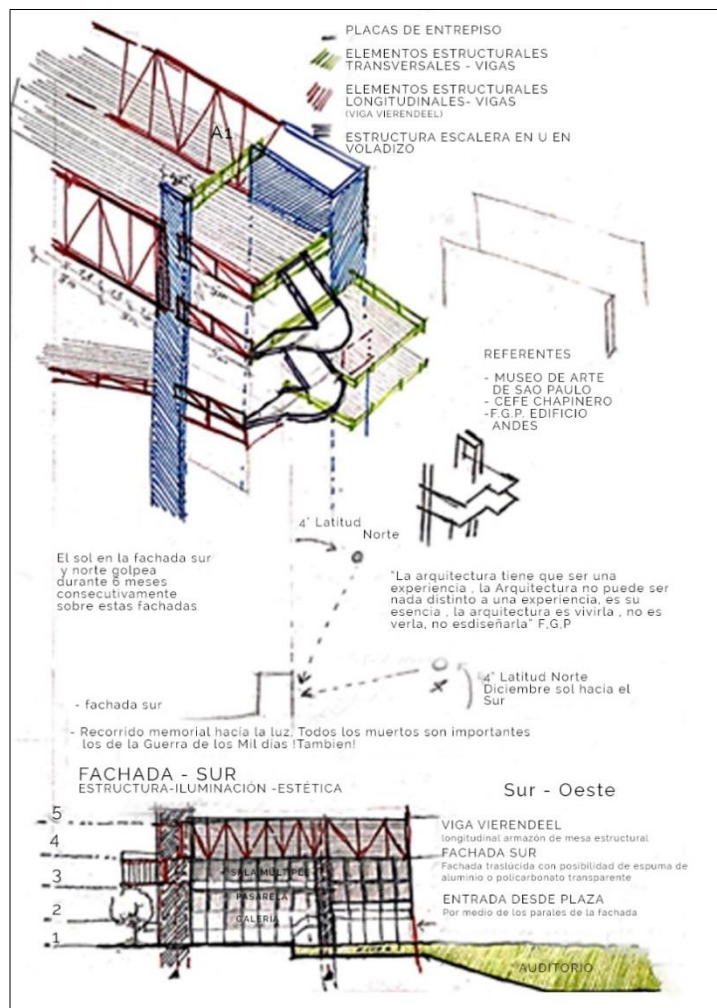 PLACAS DE ENTREPISO
ELEMENTOS ESTRUCTURALES
TRANSVERSALES - VIGAS
ELEMENTOS ESTRUCTURALES
LONGITUDINALES- VIGAS
(VIGA VIERENDEEL)
ESTRUCTURA ESCALERA EN U EN
VOLADIZO
A1
REFERENTES
- MUSEO DE ARTE
DE SAO PAULO
- CEFE CHAPINERO
-F.G.P. EDIFICIO
ANDES
4° Latitud
Norte
El sol en la fachada sur
y norte golpea
durante 6 meses
consecutivamente
sobre estas fachadas
"La arquitectura tiene que ser una
experiencia , la Arquitectura no puede ser
nada distinto a una experiencia, es su
esencia , la arquitectura es vivirla , no es
verla, no esdiseñarla" F,G,P
4° Latitud Norte
Diciembre sol hacia el
Sur
- fachada sur
- Recorrido memorial hacia la luz, Todos los muertos son importantes
los de la Guerra de los Mil dias !Tambien!
FACHADA - SUR
ESTRUCTURA-ILUMINACIÓN -ESTÉTICA
Sur - Oeste
5
4
3
2
1
SALA MULTIPLE
PASARELA
GALERIA
VIGA VIERENDEEL
longitudinal armazón de mesa estructural
FACHADA SUR
Fachada traslúcida con posibilidad de espuma de
aluminio o policarbonato transparente
ENTRADA DESDE PLAZA
Por medio de los parales de la fachada
AUDITORIO